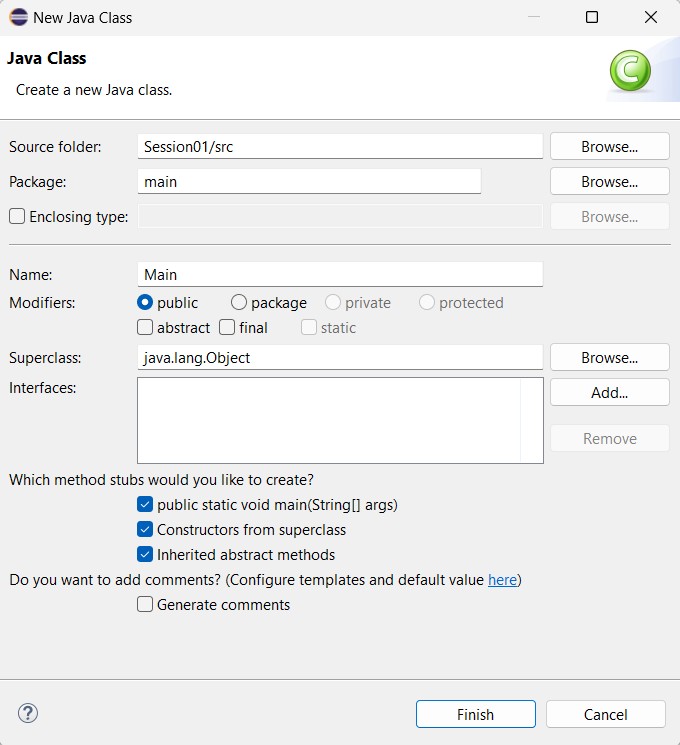 New Java Class
Java Class
Create a new Java class.
Source folder: Session01/src Browse...
Package: main Browse...
Enclosing type: Browse...
Name: Main
Modifiers: public package private protected
abstract final static
Superclass: java.lang.Object Browse...
Interfaces: Add...
Remove
Which method stubs would you like to create?
public static void main(String[] args)
Constructors from superclass
Inherited abstract methods
Do you want to add comments? (Configure templates and default value here)
Generate comments
? Finish Cancel